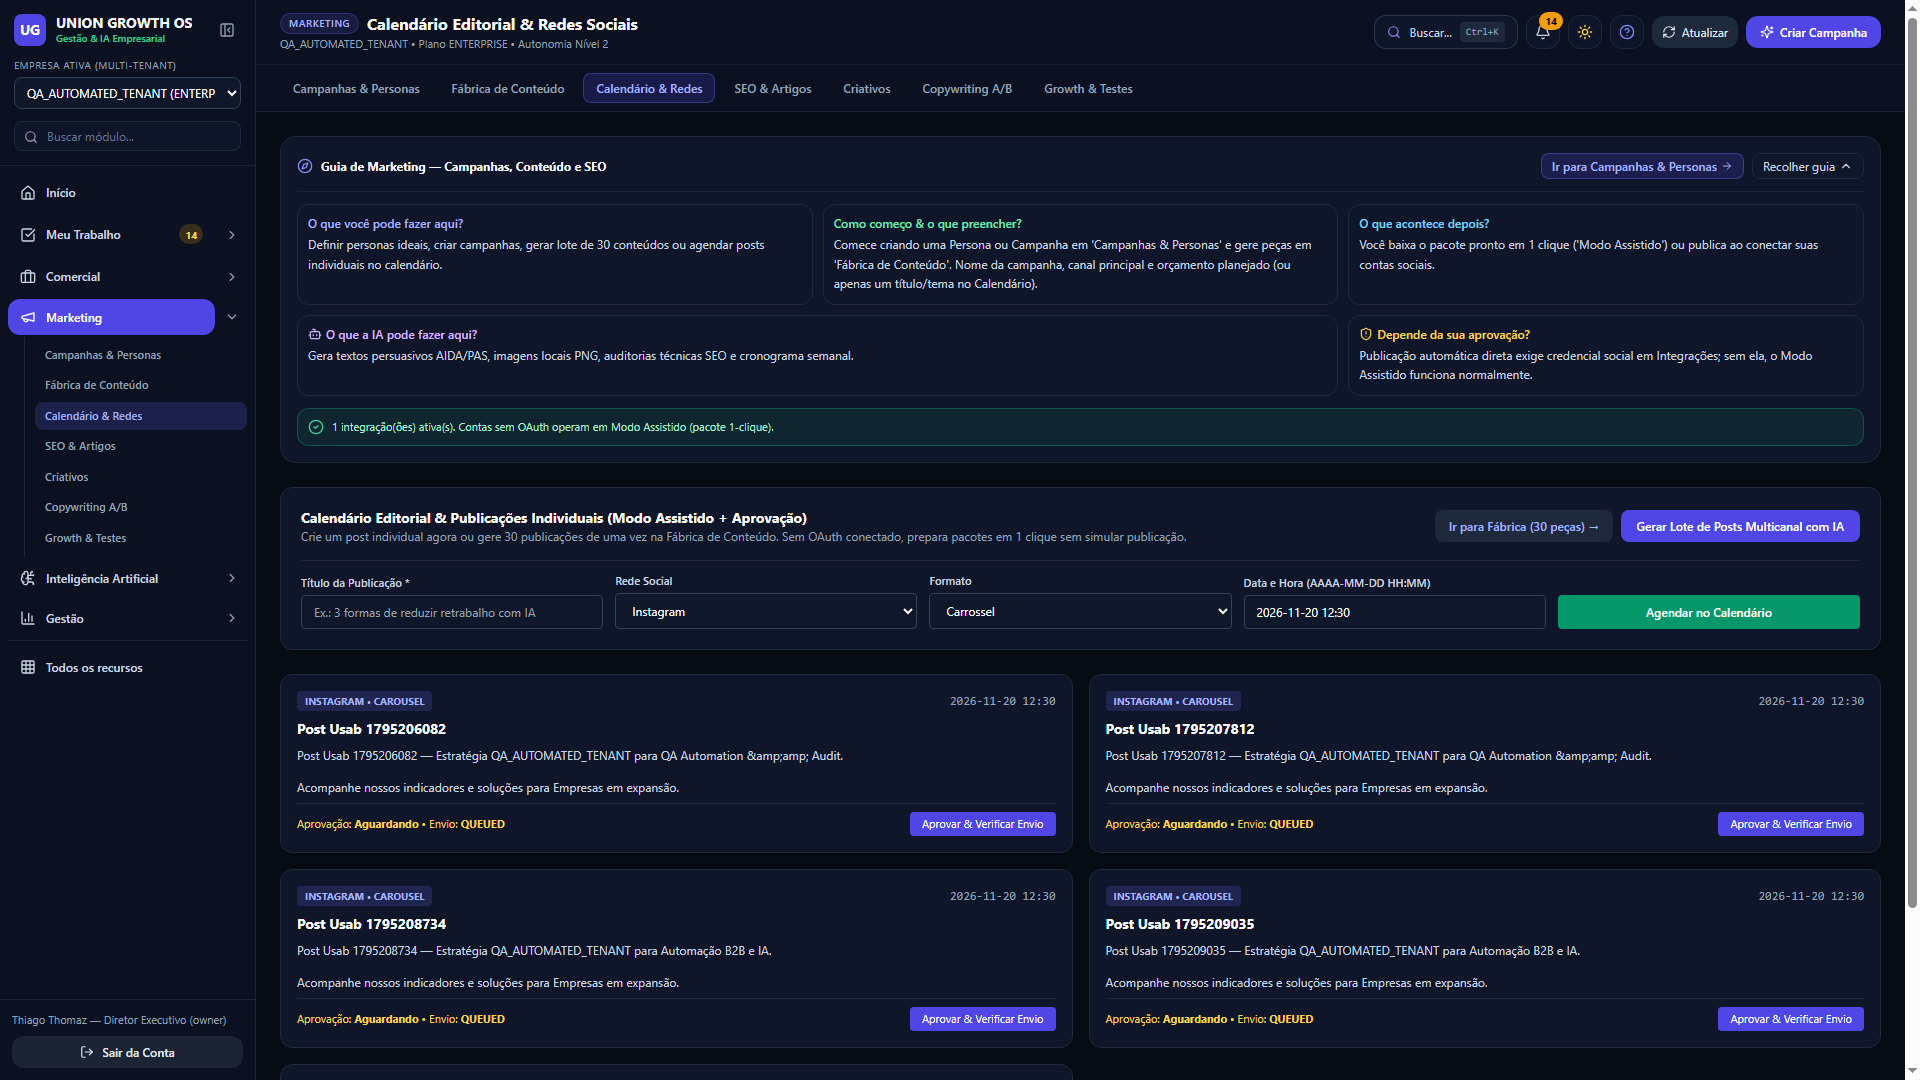 UG
UNION GROWTH OS
Gestão & IA Empresarial
EMPRESA ATIVA (MULTI-TENANT)
QA_AUTOMATED_TENANT (ENTERP
Buscar módulo...
Início
Meu Trabalho
14
Comercial
Marketing
Campanhas & Personas
Fábrica de Conteúdo
Calendário & Redes
SEO & Artigos
Criativos
Copywriting A/B
Growth & Testes
Inteligência Artificial
Gestão
Todos os recursos
Thiago Thomaz — Diretor Executivo (owner)
Sair da Conta
MARKETING
Calendário Editorial & Redes Sociais
QA_AUTOMATED_TENANT • Plano ENTERPRISE • Autonomia Nível 2
Buscar... Ctrl+K
14
Atualizar
Criar Campanha
Campanhas & Personas
Fábrica de Conteúdo
Calendário & Redes
SEO & Artigos
Criativos
Copywriting A/B
Growth & Testes
Guia de Marketing — Campanhas, Conteúdo e SEO
Ir para Campanhas & Personas →
Recolher guia
O que você pode fazer aqui?
Definir personas ideais, criar campanhas, gerar lote de 30 conteúdos ou agendar posts
individuais no calendário.
Como começo & o que preencher?
Comece criando uma Persona ou Campanha em 'Campanhas & Personas' e gere peças em
'Fábrica de Conteúdo'. Nome da campanha, canal principal e orçamento planejado (ou
apenas um título/tema no Calendário).
O que acontece depois?
Você baixa o pacote pronto em 1 clique ('Modo Assistido') ou publica ao conectar suas
contas sociais.
O que a IA pode fazer aqui?
Gera textos persuasivos AIDA/PAS, imagens locais PNG, auditorias técnicas SEO e cronograma semanal.
Depende da sua aprovação?
Publicação automática direta exige credencial social em Integrações; sem ela, o Modo
Assistido funciona normalmente.
1 integração(ões) ativa(s). Contas sem OAuth operam em Modo Assistido (pacote 1-clique).
Calendário Editorial & Publicações Individuais (Modo Assistido + Aprovação)
Crie um post individual agora ou gere 30 publicações de uma vez na Fábrica de Conteúdo. Sem OAuth conectado, prepara pacotes em 1 clique sem simular publicação.
Ir para Fábrica (30 peças) →
Gerar Lote de Posts Multicanal com IA
Título da Publicação *
Ex.: 3 formas de reduzir retrabalho com IA
Rede Social
Instagram
Formato
Carrossel
Data e Hora (AAAA-MM-DD HH:MM)
2026-11-20 12:30
Agendar no Calendário
INSTAGRAM • CAROUSEL
2026-11-20 12:30
Post Usab 1795206082
Post Usab 1795206082 — Estratégia QA_AUTOMATED_TENANT para QA Automation &amp;amp; Audit.
Acompanhe nossos indicadores e soluções para Empresas em expansão.
Aprovação: Aguardando • Envio: QUEUED
Aprovar & Verificar Envio
INSTAGRAM • CAROUSEL
2026-11-20 12:30
Post Usab 1795207812
Post Usab 1795207812 — Estratégia QA_AUTOMATED_TENANT para QA Automation &amp;amp; Audit.
Acompanhe nossos indicadores e soluções para Empresas em expansão.
Aprovação: Aguardando • Envio: QUEUED
Aprovar & Verificar Envio
INSTAGRAM • CAROUSEL
2026-11-20 12:30
Post Usab 1795208734
Post Usab 1795208734 — Estratégia QA_AUTOMATED_TENANT para Automação B2B e IA.
Acompanhe nossos indicadores e soluções para Empresas em expansão.
Aprovação: Aguardando • Envio: QUEUED
Aprovar & Verificar Envio
INSTAGRAM • CAROUSEL
2026-11-20 12:30
Post Usab 1795209035
Post Usab 1795209035 — Estratégia QA_AUTOMATED_TENANT para Automação B2B e IA.
Acompanhe nossos indicadores e soluções para Empresas em expansão.
Aprovação: Aguardando • Envio: QUEUED
Aprovar & Verificar Envio